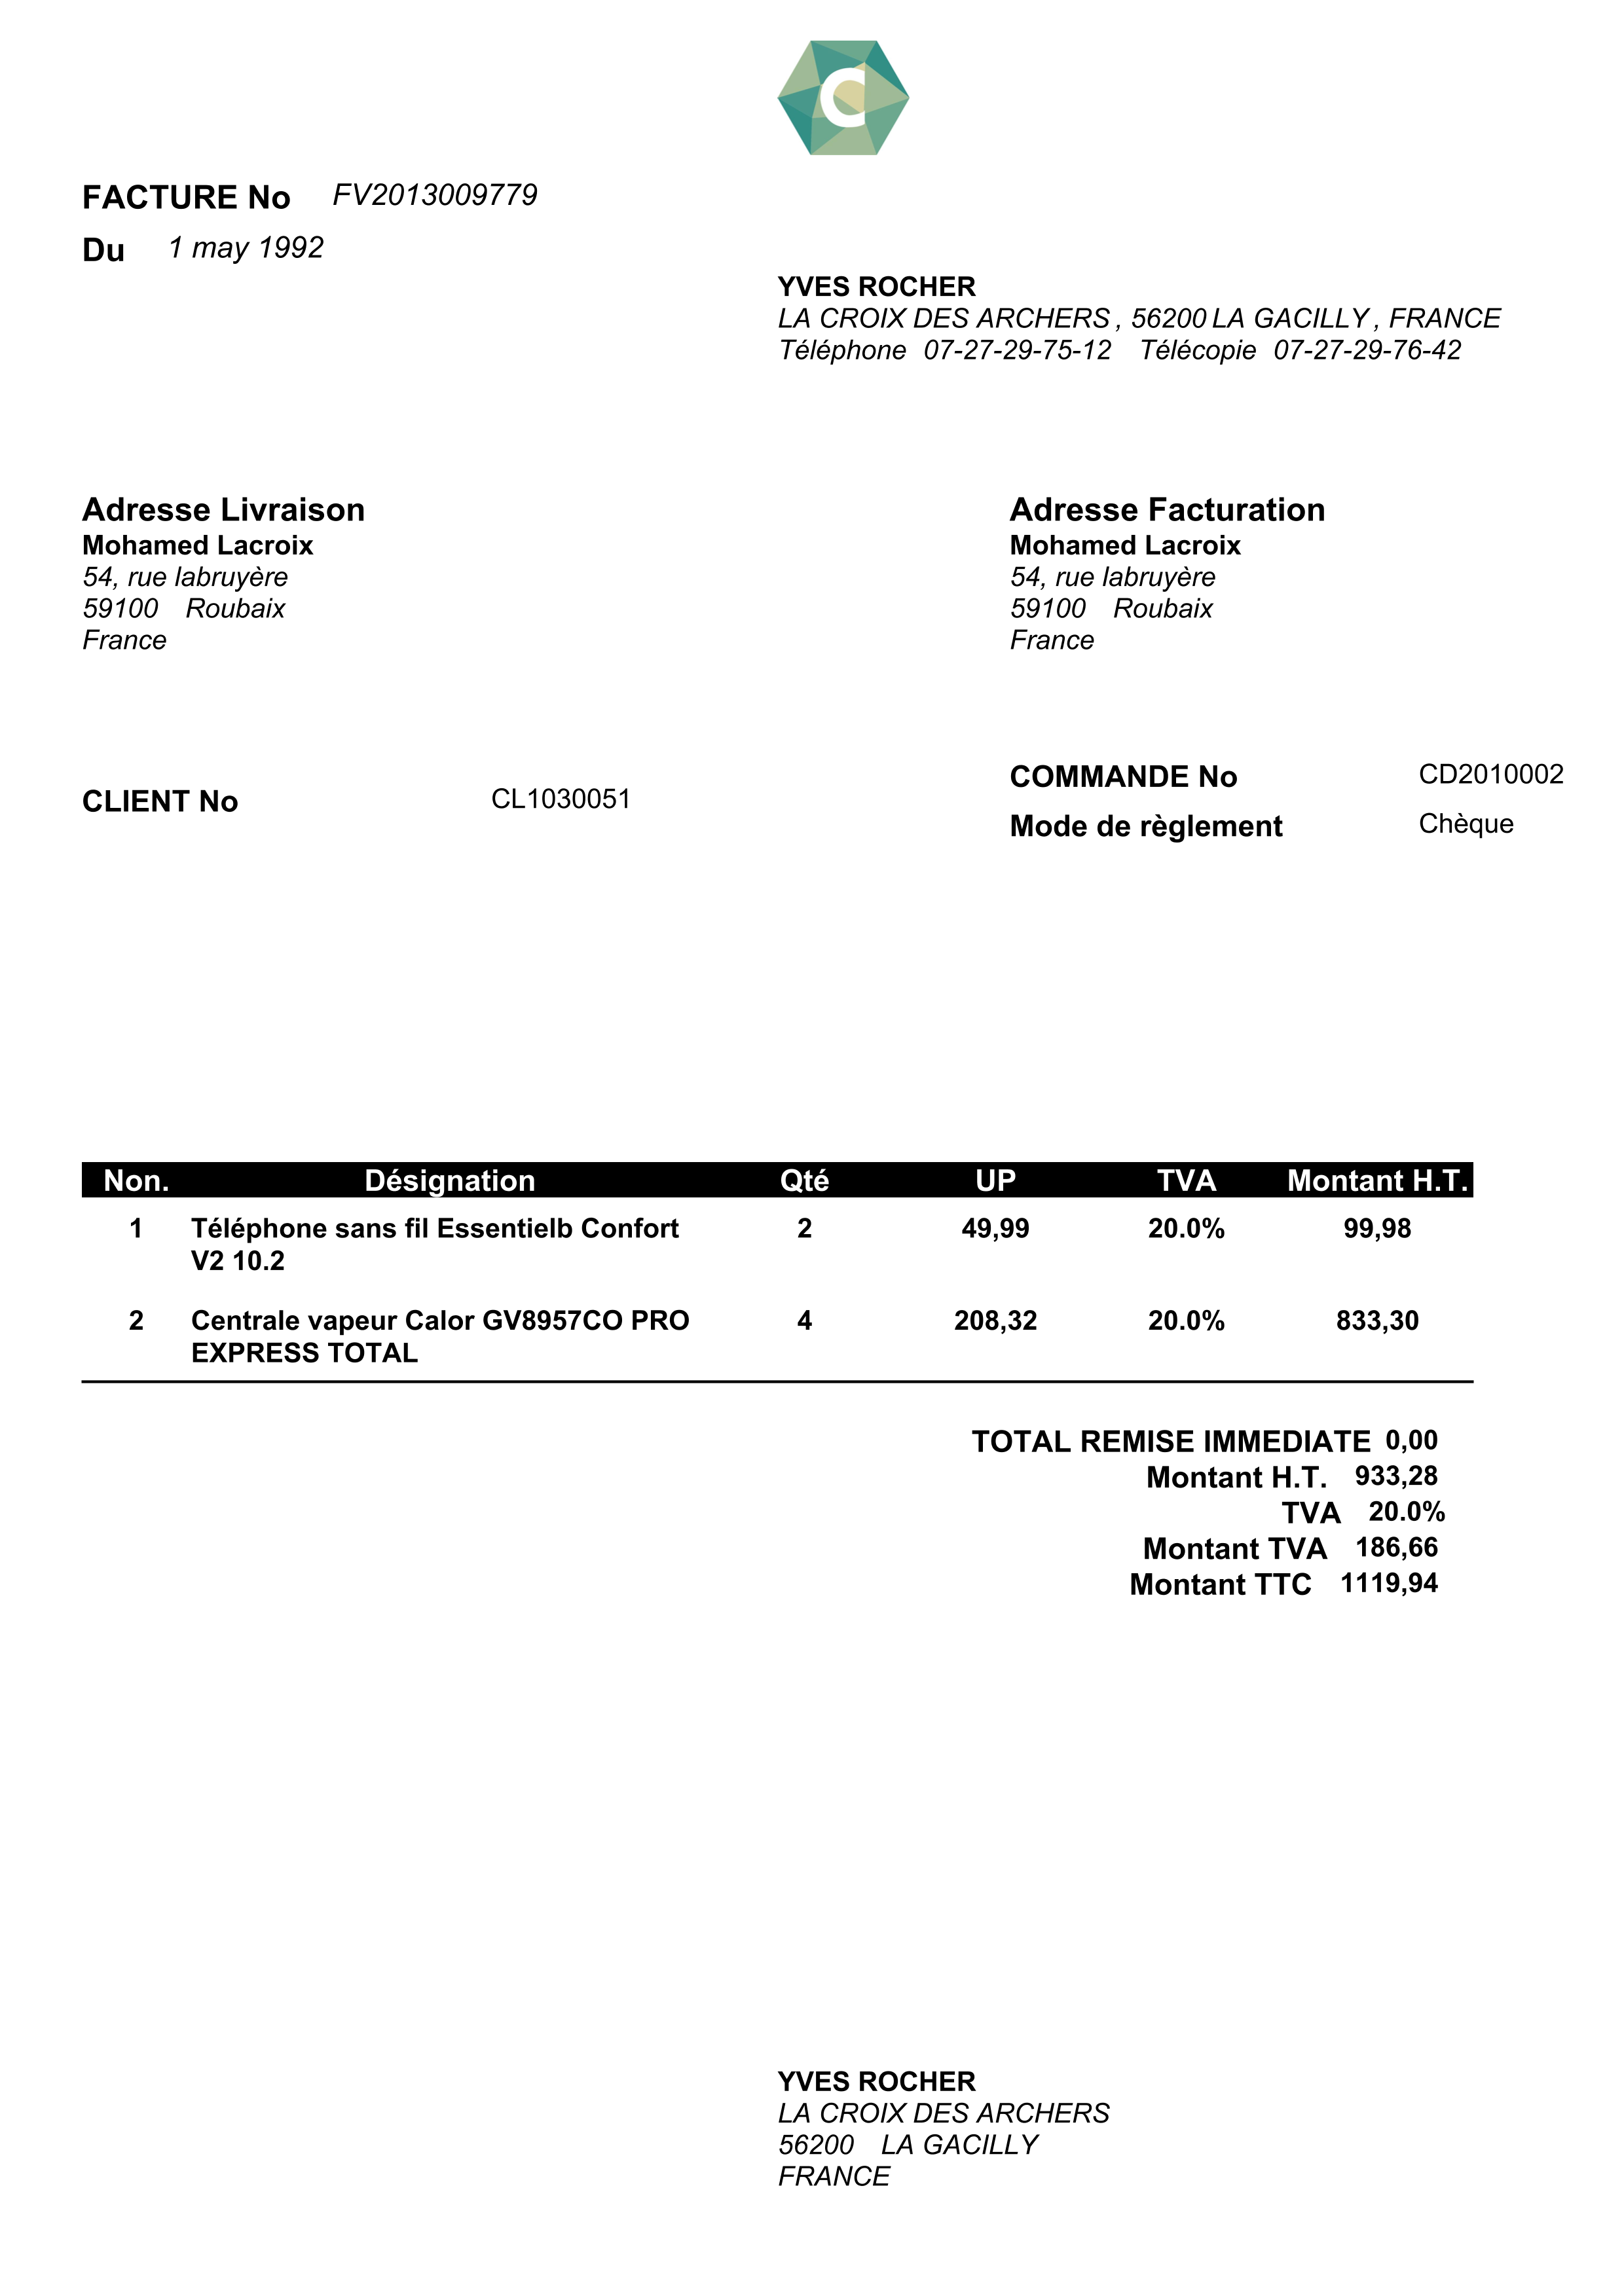 C
FACTURE No FV2013009779
Du 1 may 1992
YVES ROCHER
LA CROIX DES ARCHERS , 56200 LA GACILLY , FRANCE
Téléphone 07-27-29-75-12 Télécopie 07-27-29-76-42
Adresse Livraison
Mohamed Lacroix
54, rue labruyère
59100 Roubaix
France
Adresse Facturation
Mohamed Lacroix
54, rue labruyère
59100 Roubaix
France
CLIENT No CL1030051
COMMANDE No CD2010002
Mode de règlement Chèque
Non. Désignation Qté UP TVA Montant H.T.
1 Téléphone sans fil Essentielb Confort 2 49,99 20.0% 99,98
V2 10.2
2 Centrale vapeur Calor GV8957CO PRO 4 208,32 20.0% 833,30
EXPRESS TOTAL
TOTAL REMISE IMMEDIATE 0,00
Montant H.T. 933,28
TVA 20.0%
Montant TVA 186,66
Montant TTC 1119,94
YVES ROCHER
LA CROIX DES ARCHERS
56200 LA GACILLY
FRANCE